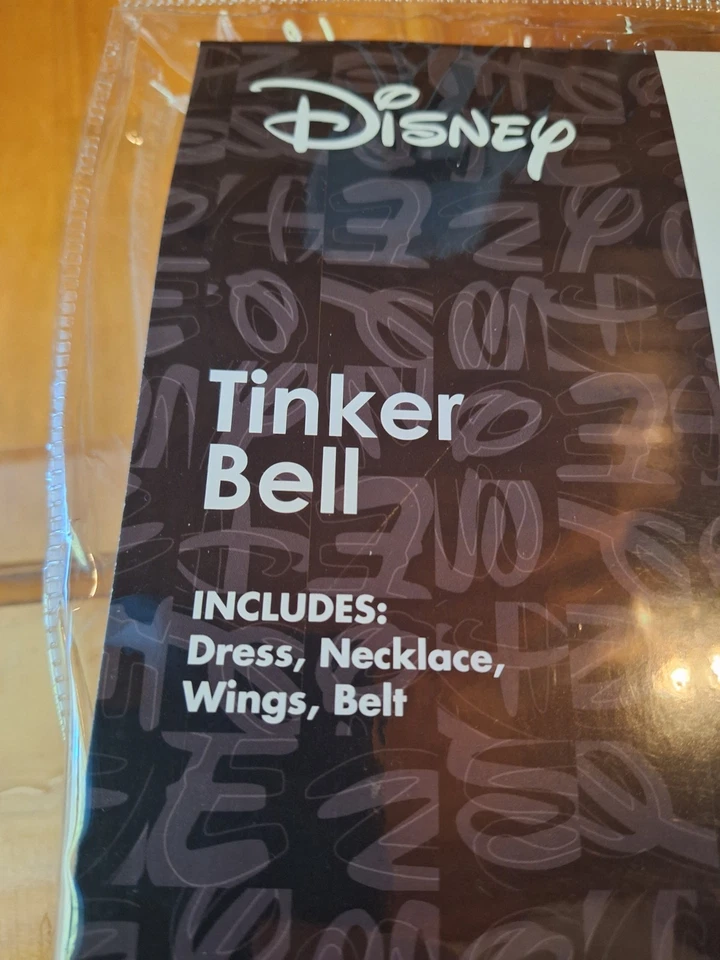 Disney
Tinker
Bell
INCLUDES:
Dress, Necklace,
Wings, Belt